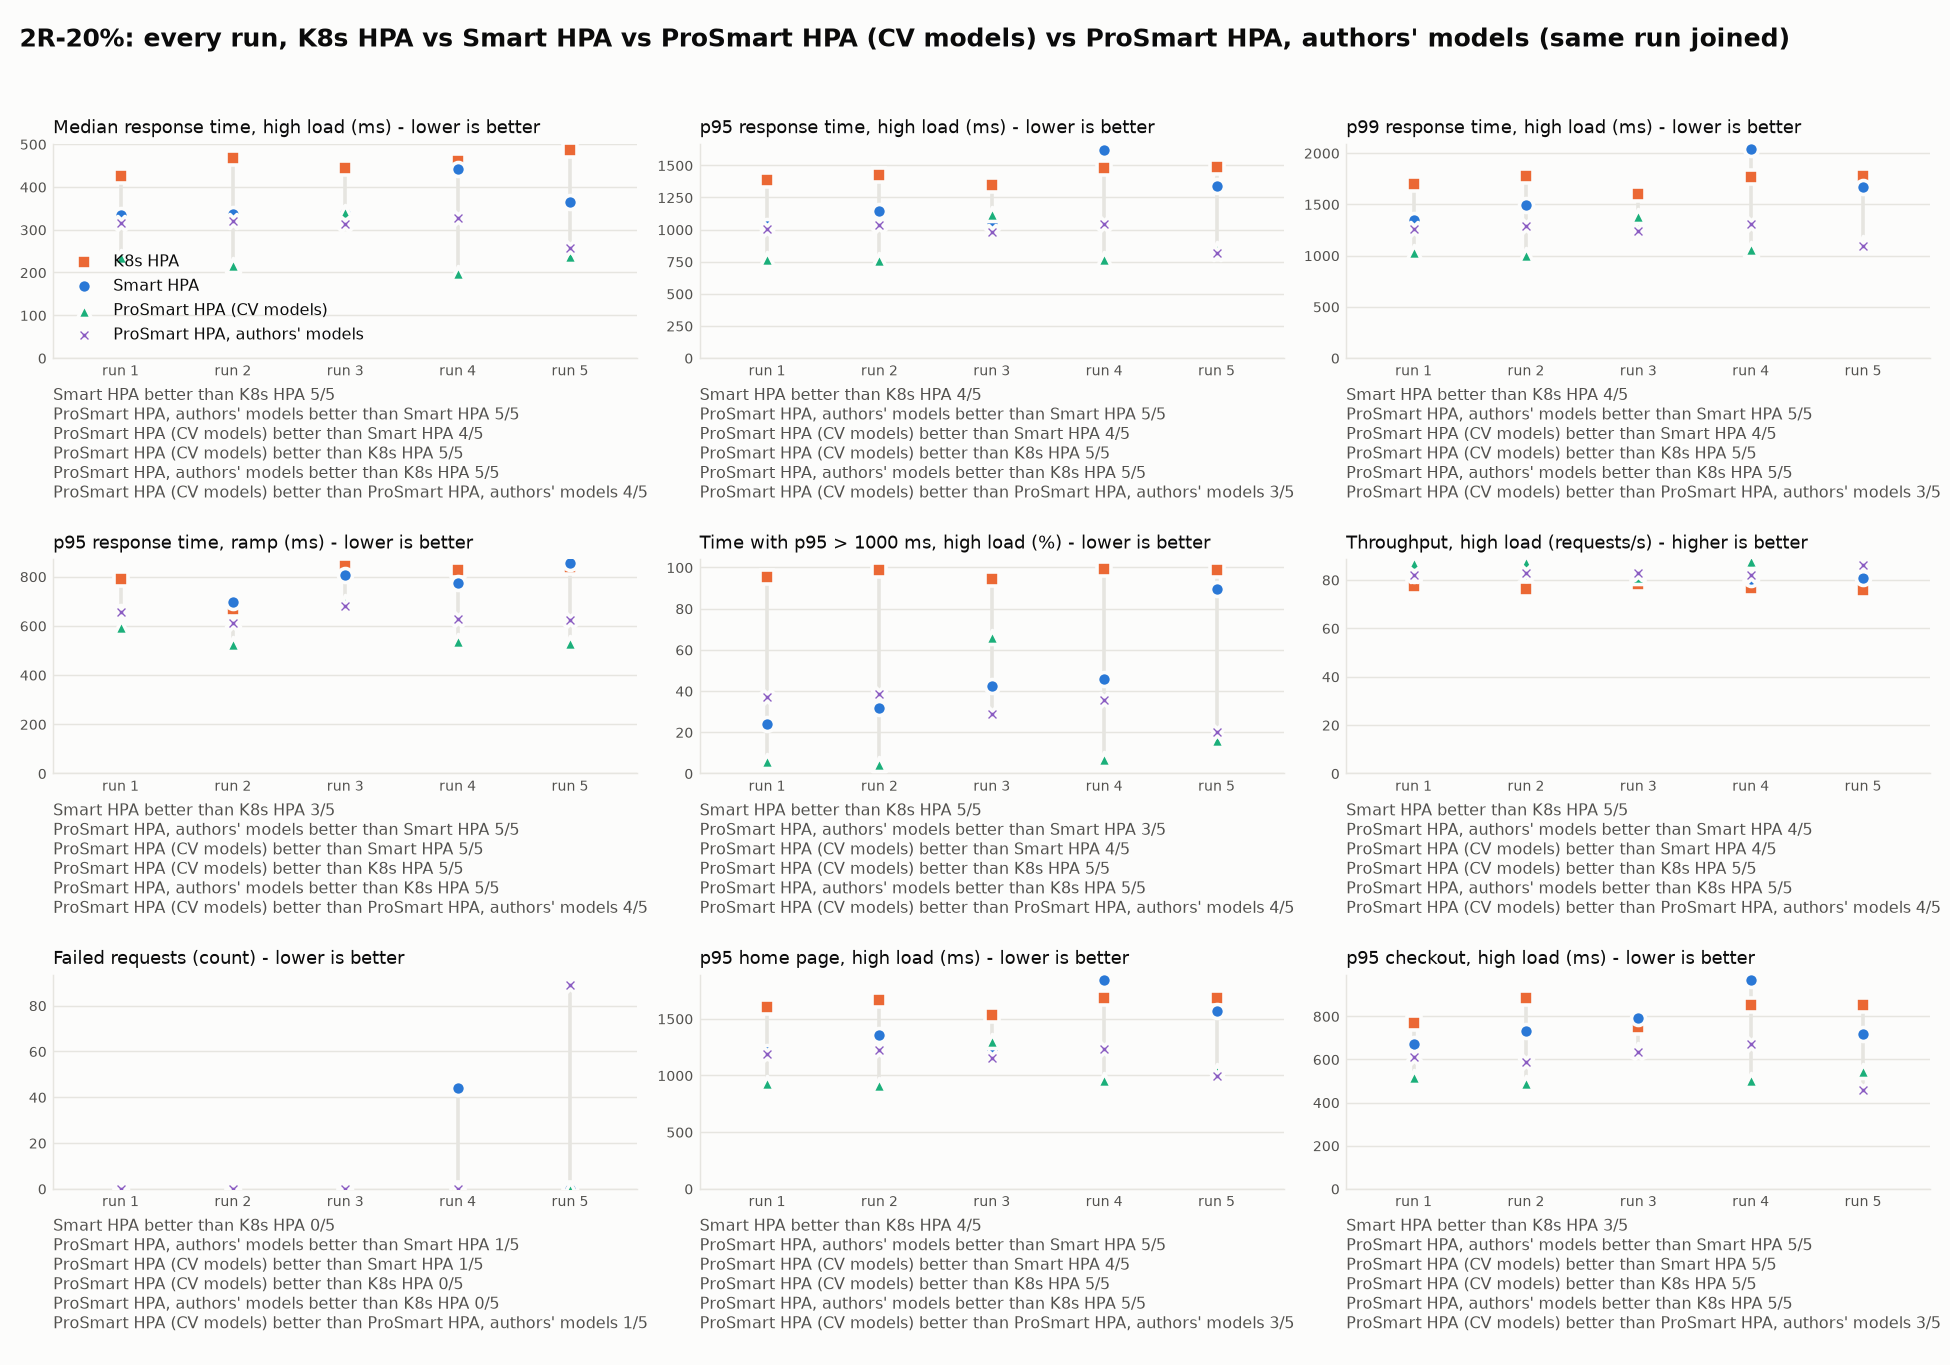 2R-20%: every run, K8s HPA vs Smart HPA vs ProSmart HPA (CV models) vs ProSmart HPA, authors' models (same run joined)
Median response time, high load (ms) - lower is better
500
400
300
200
100
0
K8s HPA
Smart HPA
ProSmart HPA (CV models)
ProSmart HPA, authors' models
run 1 run 2 run 3 run 4 run 5
Smart HPA better than K8s HPA 5/5
ProSmart HPA, authors' models better than Smart HPA 5/5
ProSmart HPA (CV models) better than Smart HPA 4/5
ProSmart HPA (CV models) better than K8s HPA 5/5
ProSmart HPA, authors' models better than K8s HPA 5/5
ProSmart HPA (CV models) better than ProSmart HPA, authors' models 4/5
p95 response time, high load (ms) - lower is better
1500
1250
1000
750
500
250
0
run 1 run 2 run 3 run 4 run 5
Smart HPA better than K8s HPA 4/5
ProSmart HPA, authors' models better than Smart HPA 5/5
ProSmart HPA (CV models) better than Smart HPA 4/5
ProSmart HPA (CV models) better than K8s HPA 5/5
ProSmart HPA, authors' models better than K8s HPA 5/5
ProSmart HPA (CV models) better than ProSmart HPA, authors' models 3/5
p99 response time, high load (ms) - lower is better
2000
1500
1000
500
0
run 1 run 2 run 3 run 4 run 5
Smart HPA better than K8s HPA 4/5
ProSmart HPA, authors' models better than Smart HPA 5/5
ProSmart HPA (CV models) better than Smart HPA 4/5
ProSmart HPA (CV models) better than K8s HPA 5/5
ProSmart HPA, authors' models better than K8s HPA 5/5
ProSmart HPA (CV models) better than ProSmart HPA, authors' models 3/5
p95 response time, ramp (ms) - lower is better
800
600
400
200
0
run 1 run 2 run 3 run 4 run 5
Smart HPA better than K8s HPA 3/5
ProSmart HPA, authors' models better than Smart HPA 5/5
ProSmart HPA (CV models) better than Smart HPA 5/5
ProSmart HPA (CV models) better than K8s HPA 5/5
ProSmart HPA, authors' models better than K8s HPA 5/5
ProSmart HPA (CV models) better than ProSmart HPA, authors' models 4/5
Time with p95 > 1000 ms, high load (%) - lower is better
100
80
60
40
20
0
run 1 run 2 run 3 run 4 run 5
Smart HPA better than K8s HPA 5/5
ProSmart HPA, authors' models better than Smart HPA 3/5
ProSmart HPA (CV models) better than Smart HPA 4/5
ProSmart HPA (CV models) better than K8s HPA 5/5
ProSmart HPA, authors' models better than K8s HPA 5/5
ProSmart HPA (CV models) better than ProSmart HPA, authors' models 4/5
Throughput, high load (requests/s) - higher is better
80
60
40
20
0
run 1 run 2 run 3 run 4 run 5
Smart HPA better than K8s HPA 5/5
ProSmart HPA, authors' models better than Smart HPA 4/5
ProSmart HPA (CV models) better than Smart HPA 4/5
ProSmart HPA (CV models) better than K8s HPA 5/5
ProSmart HPA, authors' models better than K8s HPA 5/5
ProSmart HPA (CV models) better than ProSmart HPA, authors' models 4/5
Failed requests (count) - lower is better
80
60
40
20
0
run 1 run 2 run 3 run 4 run 5
Smart HPA better than K8s HPA 0/5
ProSmart HPA, authors' models better than Smart HPA 1/5
ProSmart HPA (CV models) better than Smart HPA 1/5
ProSmart HPA (CV models) better than K8s HPA 0/5
ProSmart HPA, authors' models better than K8s HPA 0/5
ProSmart HPA (CV models) better than ProSmart HPA, authors' models 1/5
p95 home page, high load (ms) - lower is better
1500
1000
500
0
run 1 run 2 run 3 run 4 run 5
Smart HPA better than K8s HPA 4/5
ProSmart HPA, authors' models better than Smart HPA 5/5
ProSmart HPA (CV models) better than Smart HPA 4/5
ProSmart HPA (CV models) better than K8s HPA 5/5
ProSmart HPA, authors' models better than K8s HPA 5/5
ProSmart HPA (CV models) better than ProSmart HPA, authors' models 3/5
p95 checkout, high load (ms) - lower is better
800
600
400
200
0
run 1 run 2 run 3 run 4 run 5
Smart HPA better than K8s HPA 3/5
ProSmart HPA, authors' models better than Smart HPA 5/5
ProSmart HPA (CV models) better than Smart HPA 5/5
ProSmart HPA (CV models) better than K8s HPA 5/5
ProSmart HPA, authors' models better than K8s HPA 5/5
ProSmart HPA (CV models) better than ProSmart HPA, authors' models 3/5